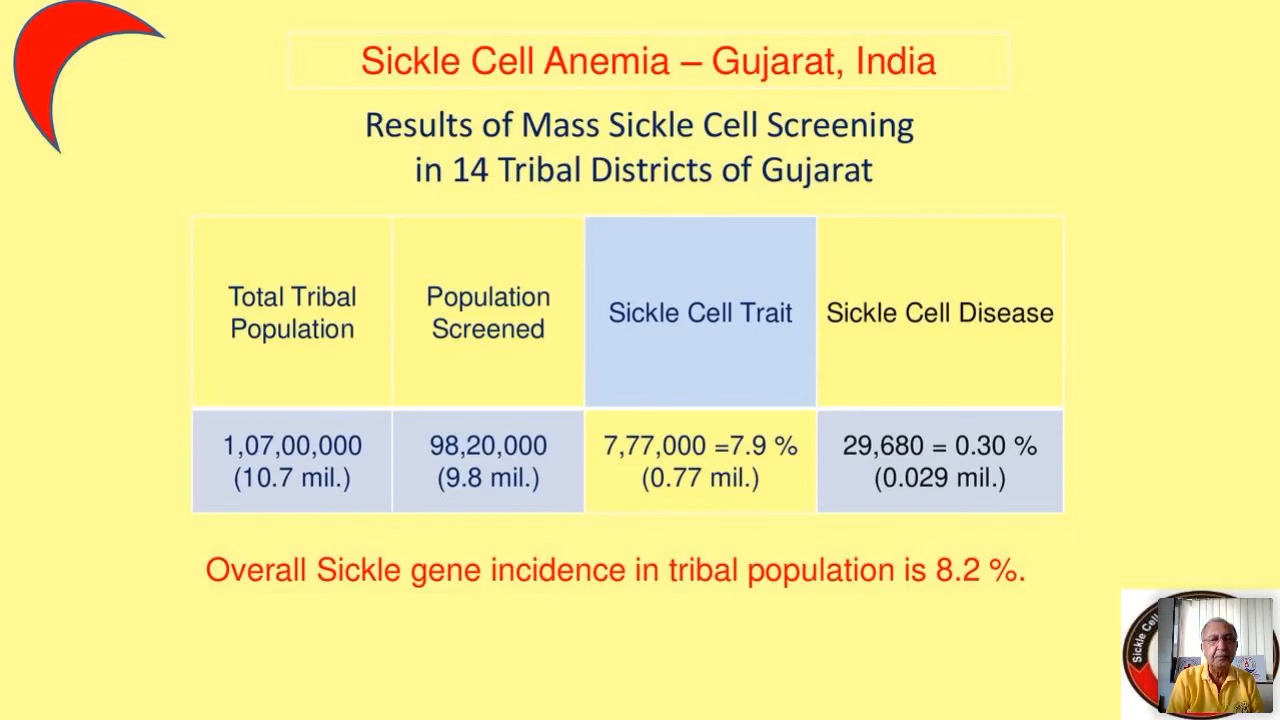 Sickle Cell Anemia – Gujarat, India
Results of Mass Sickle Cell Screening
in 14 Tribal Districts of Gujarat
Total Tribal
Population
Population
Screened
Sickle Cell Trait
Sickle Cell Disease
1,07,00,000
(10.7 mil.)
98,20,000
(9.8 mil.)
7,77,000 =7.9 %
(0.77 mil.)
29,680 = 0.30 %
(0.029 mil.)
Overall Sickle gene incidence in tribal population is 8.2 %.
Sickle Cell